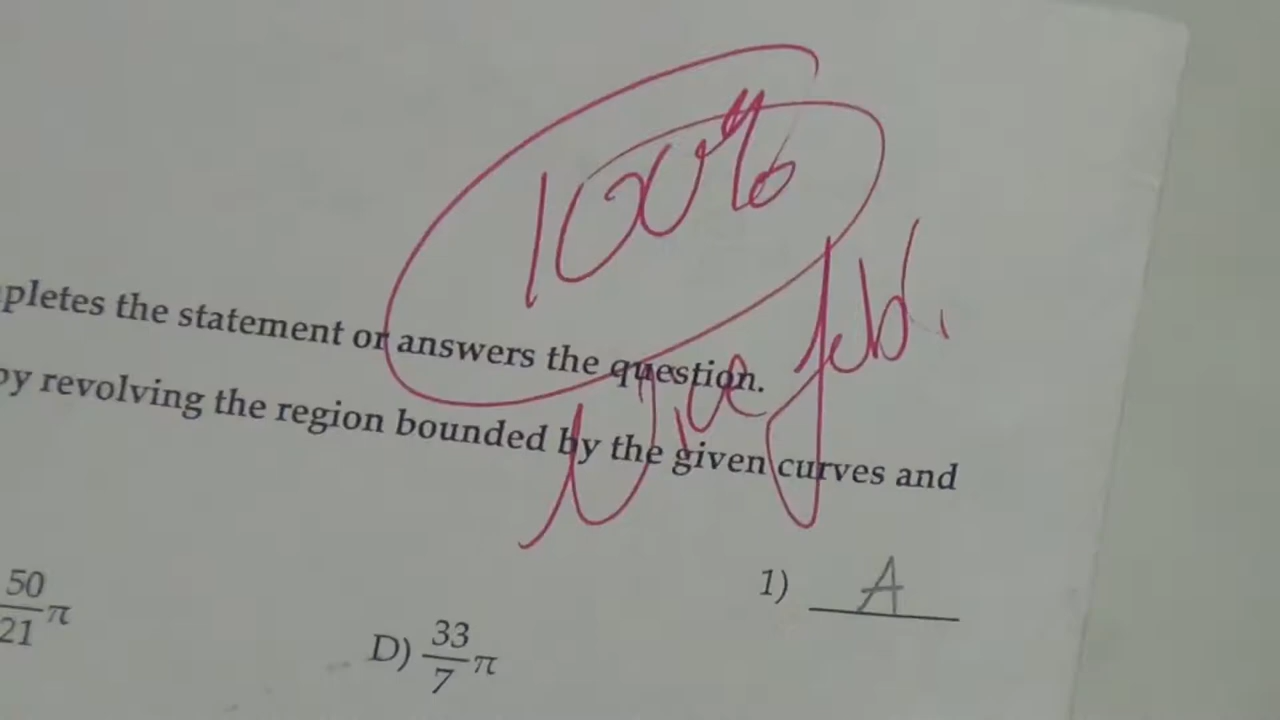 100%
Nice Job.
pletes the statement or answers the question.
by revolving the region bounded by the given curves and
1) A
50/21 π
D) 33/7 π